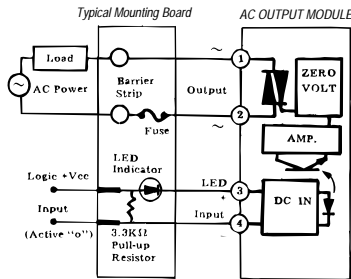 Typical Mounting Board
AC OUTPUT MODULE
Load
~
1
ZERO
VOLT
~
AC Power
Barrier
Strip
Output
2
Fuse
~
AMP.
LED
Indicator
Logic +Vcc
LED
+
3
DC IN
Input
Input
4
(Active "o")
3.3KΩ
Pull-up
Resistor